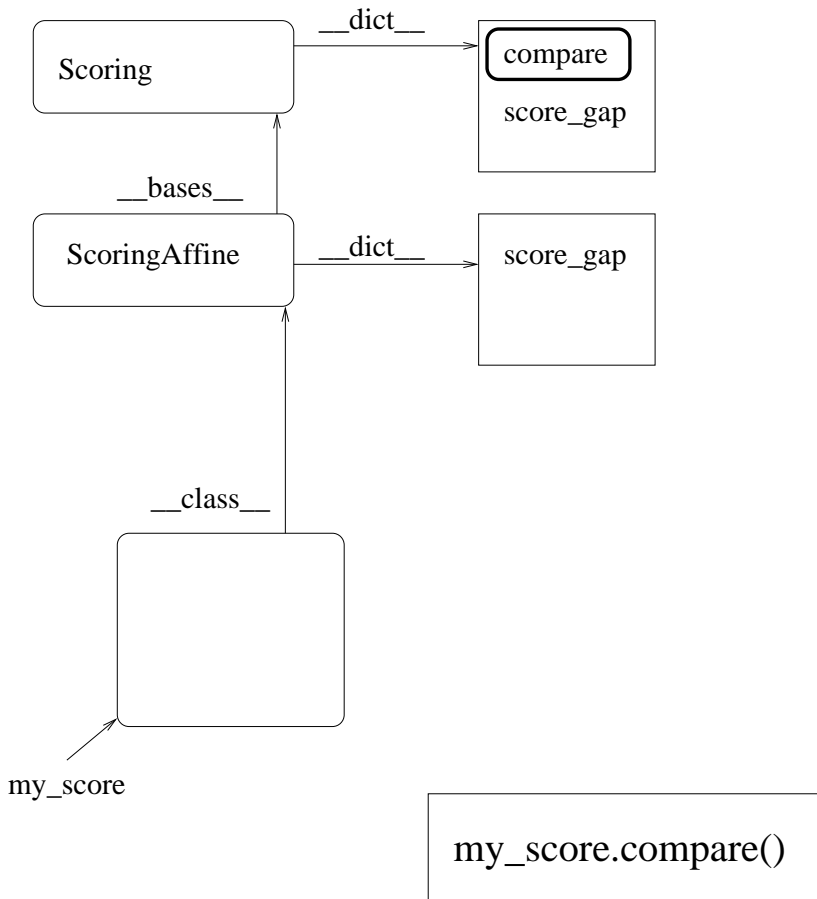 __dict__
Scoring
compare
score_gap
__bases__
ScoringAffine
__dict__
score_gap
__class__
my_score
my_score.compare()